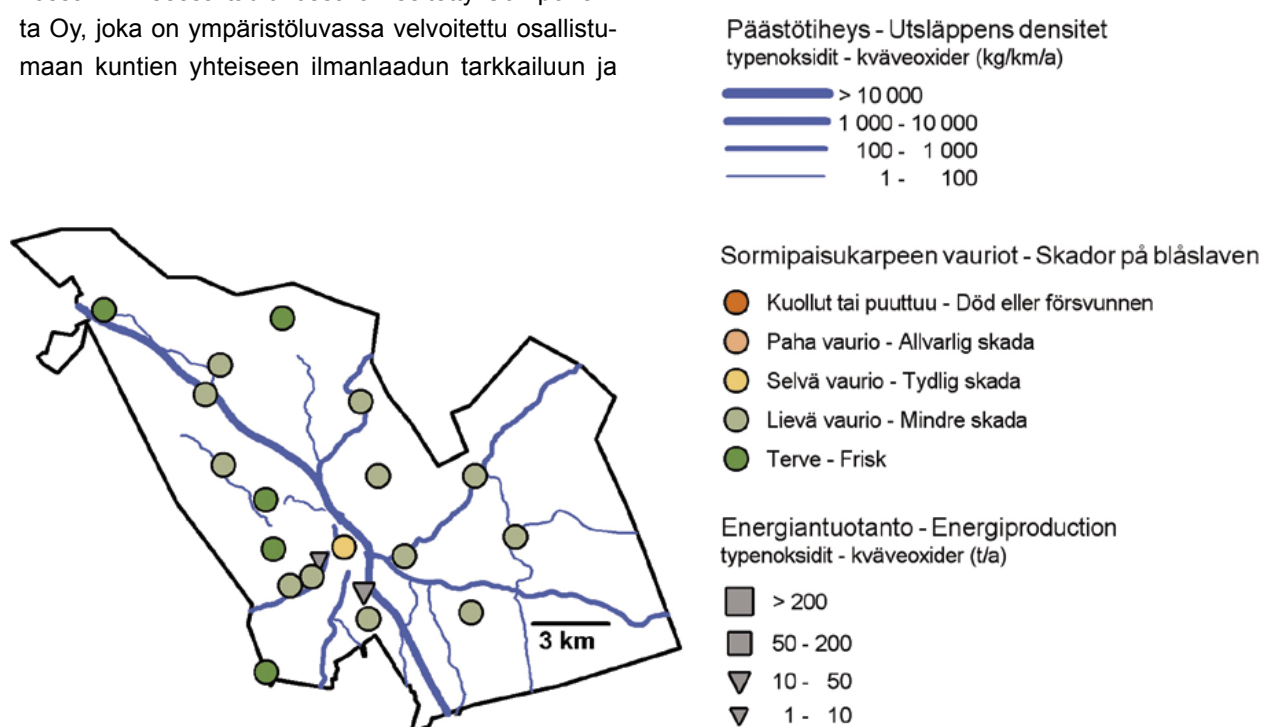 ta Oy, joka on ympäristöluvassa velvoitettu osallistu-
maan kuntien yhteiseen ilmanlaadun tarkkailuun ja
Päästötiheys - Utsläppens densitet
typenoksidit - kväveoxider (kg/km/a)
> 10 000
1 000 - 10 000
100 - 1 000
1 - 100
Sormipaisukarpeen vauriot - Skador på blåslaven
Kuollut tai puuttuu - Död eller försvunnen
Paha vaurio - Allvarlig skada
Selvä vaurio - Tydlig skada
Lievä vaurio - Mindre skada
Terve - Frisk
Energiantuotanto - Energiproduction
typenoksidit - kväveoxider (t/a)
> 200
50 - 200
10 - 50
1 - 10
3 km